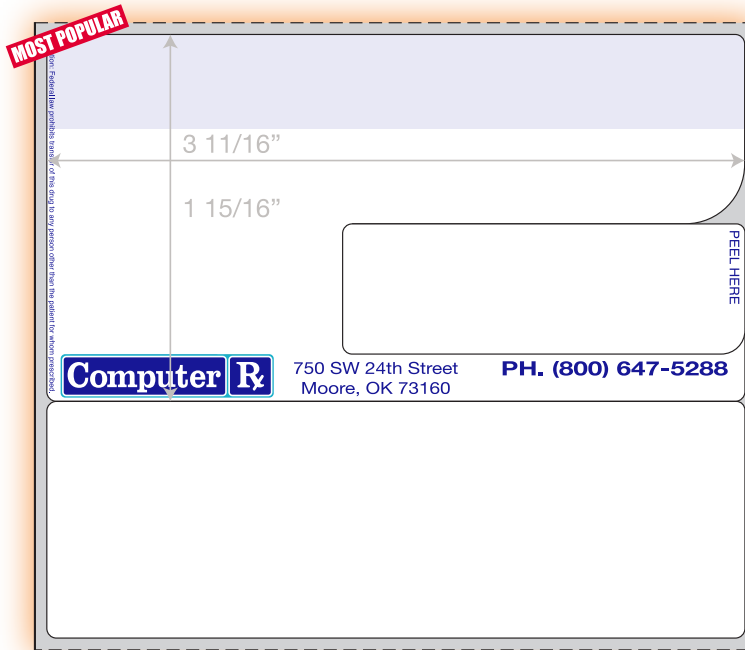 MOST POPULAR
tion: Federal law prohibits transfer of this drug to any person other than the patient for whom prescribed.
3 11/16”
1 15/16”
PEEL HERE
Computer Rx
750 SW 24th Street
Moore, OK 73160
PH. (800) 647-5288